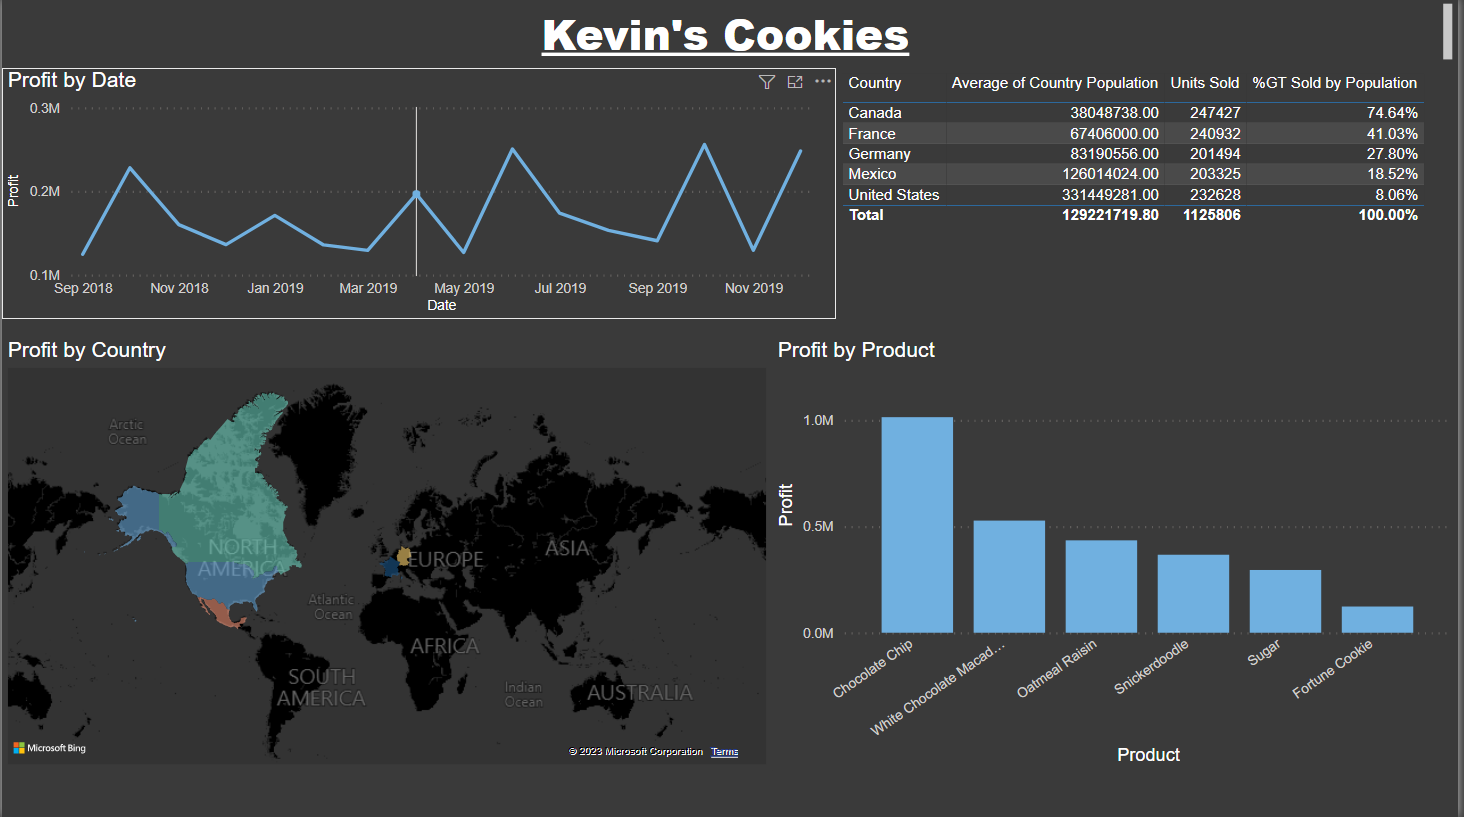 Kevin's Cookies
Profit by Date
0.3M
0.2M
0.1M
Profit
Sep 2018 Nov 2018 Jan 2019 Mar 2019 May 2019 Jul 2019 Sep 2019 Nov 2019
Date
Country Average of Country Population Units Sold %GT Sold by Population
Canada 38048738.00 247427 74.64%
France 67406000.00 240932 41.03%
Germany 83190556.00 201494 27.80%
Mexico 126014024.00 203325 18.52%
United States 331449281.00 232628 8.06%
Total 129221719.80 1125806 100.00%
Profit by Country
Arctic
Ocean
NORTH
AMERICA
EUROPE
ASIA
Atlantic
Ocean
AFRICA
SOUTH
AMERICA
Indian
Ocean
AUSTRALIA
Microsoft Bing
© 2023 Microsoft Corporation Terms
Profit by Product
1.0M
0.5M
0.0M
Profit
Chocolate Chip
White Chocolate Macad...
Oatmeal Raisin
Snickerdoodle
Sugar
Fortune Cookie
Product